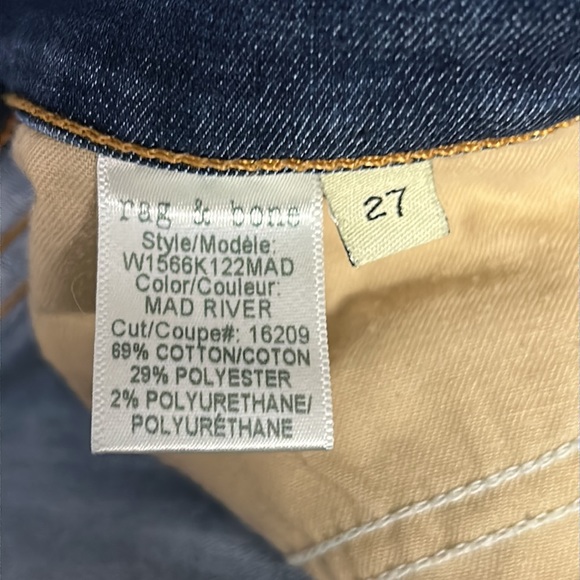 rag & bone
Style/Modèle:
W1566K122MAD
Color/Couleur:
MAD RIVER
Cut/Coupe#: 16209
69% COTTON/COTON
29% POLYESTER
2% POLYURETHANE/
POLYURÉTHANE
27